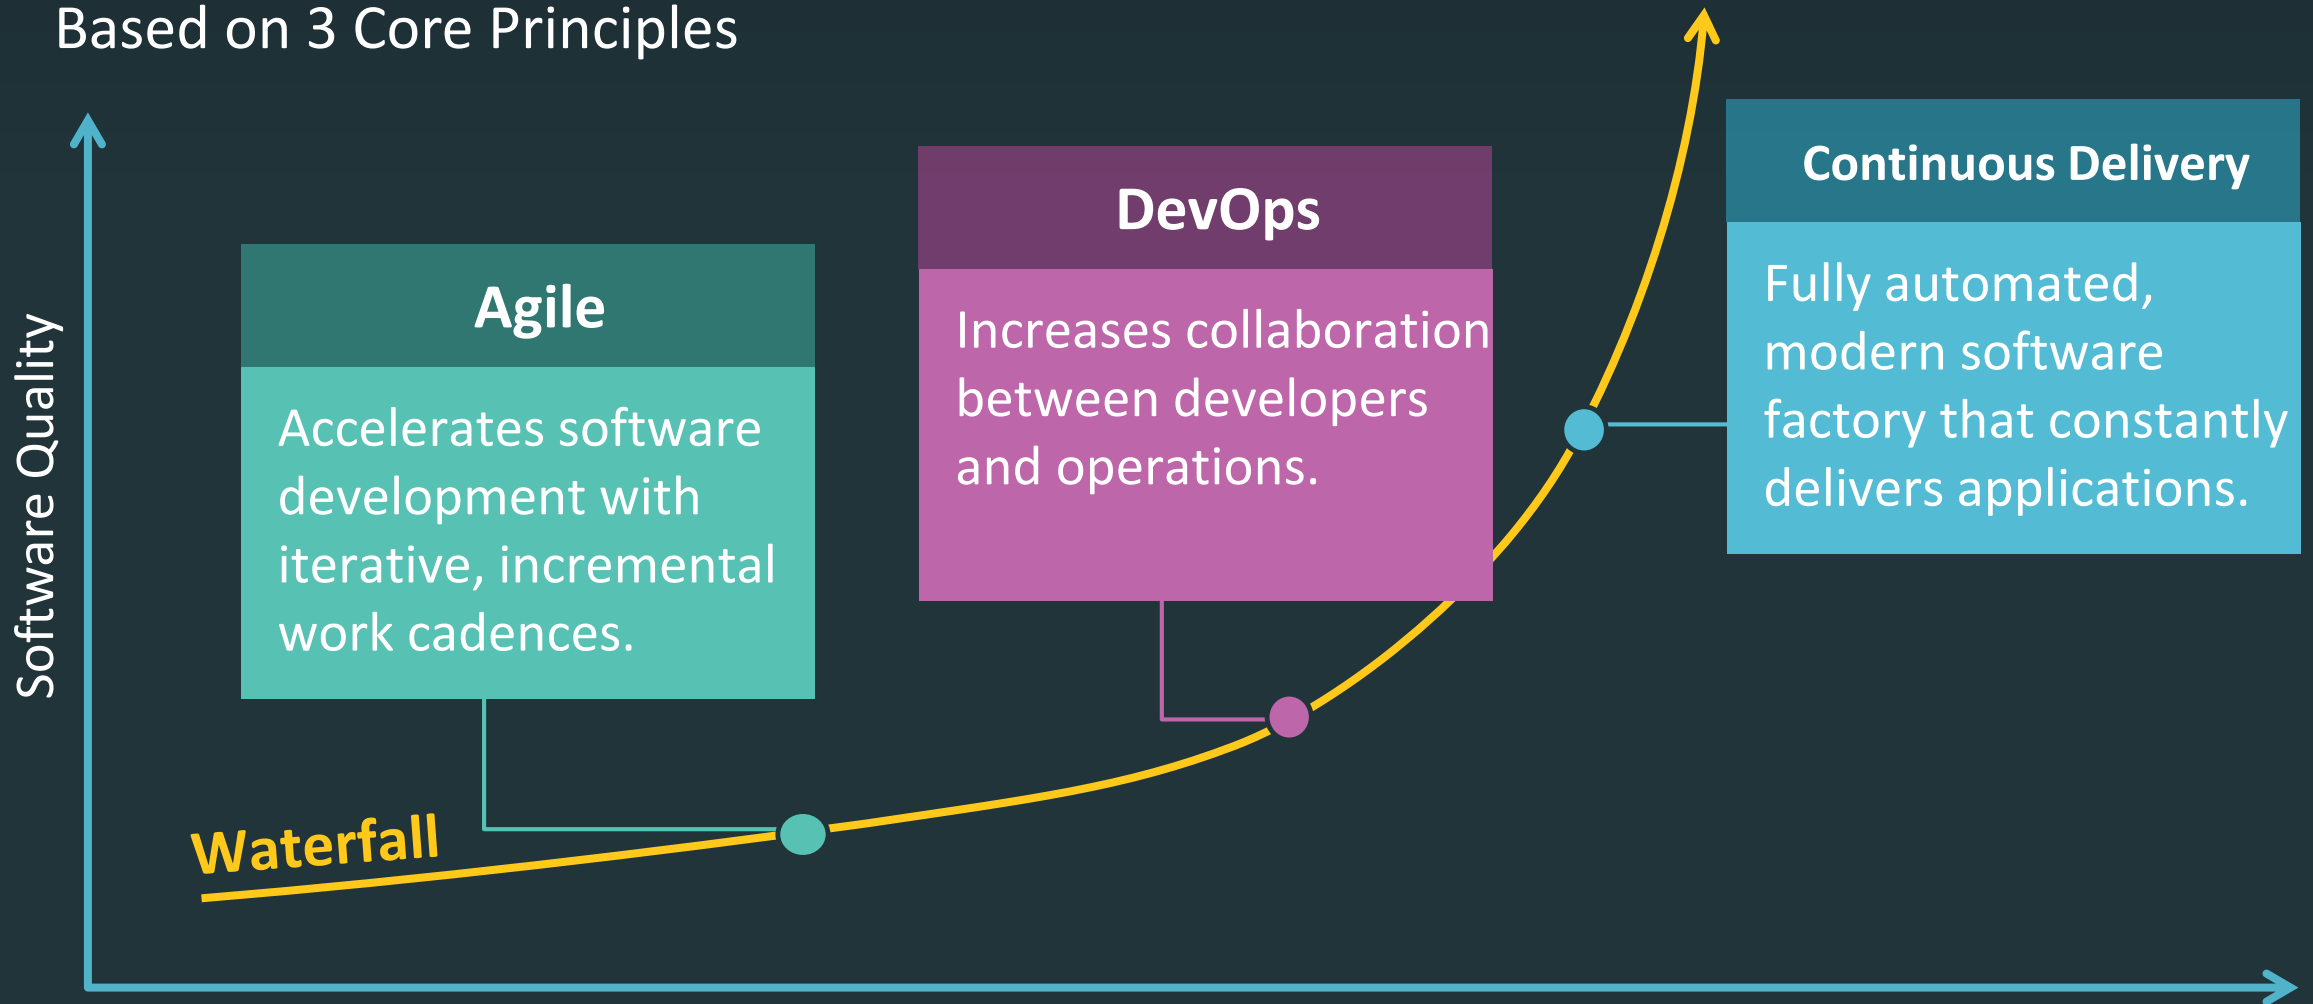 Based on 3 Core Principles
Software Quality
Agile
Accelerates software
development with
iterative, incremental
work cadences.
DevOps
Increases collaboration
between developers
and operations.
Continuous Delivery
Fully automated,
modern software
factory that constantly
delivers applications.
Waterfall